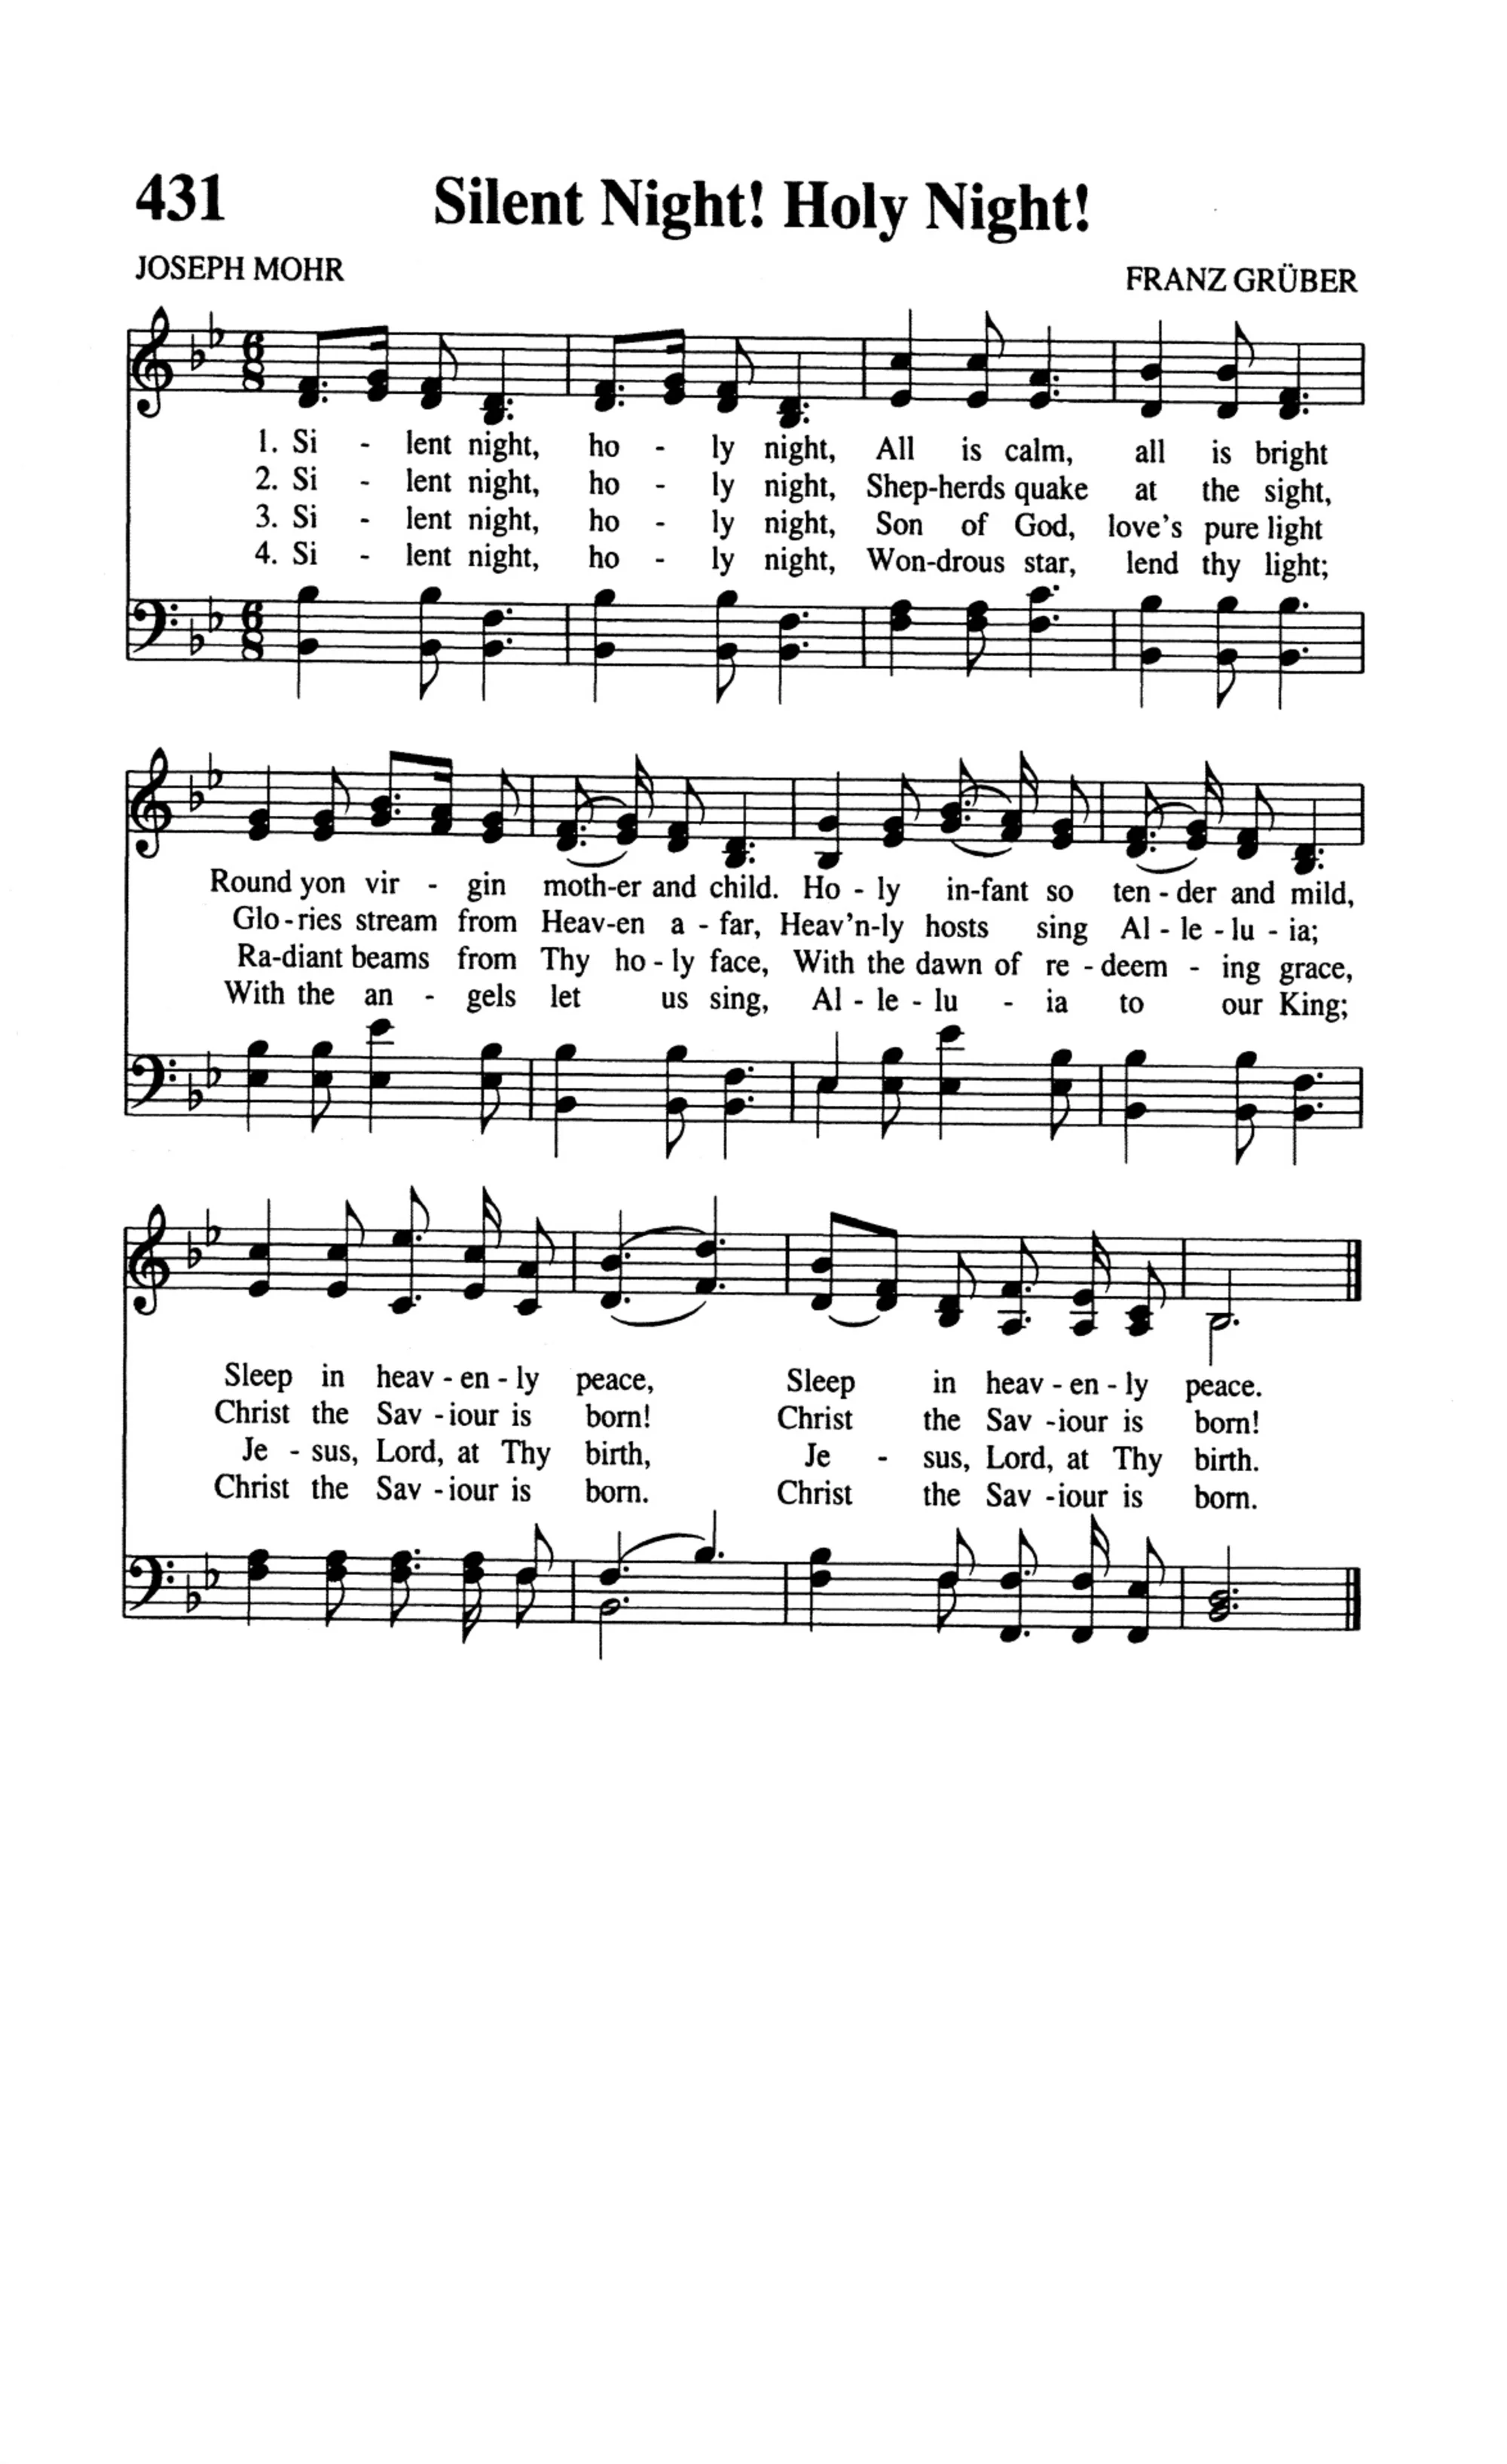 431 Silent Night! Holy Night!
JOSEPH MOHR FRANZ GRÜBER
1. Si - lent night, ho - ly night, All is calm, all is bright
2. Si - lent night, ho - ly night, Shep-herds quake at the sight,
3. Si - lent night, ho - ly night, Son of God, love's pure light
4. Si - lent night, ho - ly night, Won-drous star, lend thy light;
Round yon vir - gin moth-er and child. Ho - ly in-fant so ten - der and mild,
Glo - ries stream from Heav-en a - far, Heav'n-ly hosts sing Al - le - lu - ia;
Ra-diant beams from Thy ho - ly face, With the dawn of re - deem - ing grace,
With the an - gels let us sing, Al - le - lu - ia to our King;
Sleep in heav - en - ly peace, Sleep in heav - en - ly peace.
Christ the Sav - iour is born! Christ the Sav - iour is born!
Je - sus, Lord, at Thy birth, Je - sus, Lord, at Thy birth.
Christ the Sav - iour is born. Christ the Sav - iour is born.